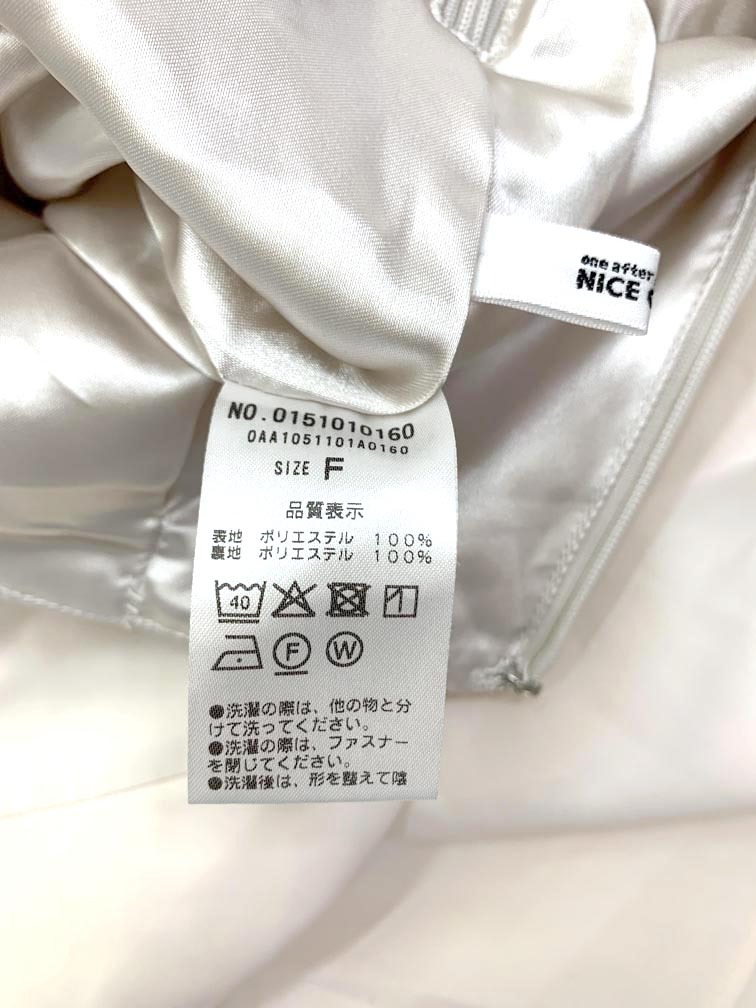 one after
NICE
NO.0151010160
0AA1051101A0160
SIZE F
品質表示
表地 ポリエステル 100%
裏地 ポリエステル 100%
40
F W
●洗濯の際は、他の物と分
けて洗ってください。
●洗濯の際は、ファスナー
を閉じてください。
●洗濯後は、形を整えて陰